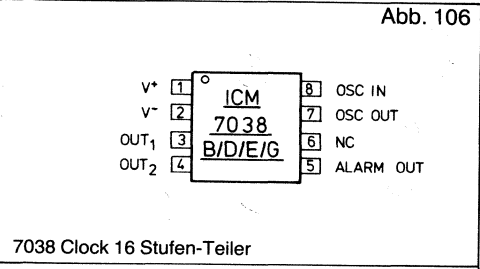 Abb. 106
V+ 1 ICM 8 OSC IN
V- 2 7038 7 OSC OUT
OUT1 3 B/D/E/G 6 NC
OUT2 4 5 ALARM OUT
7038 Clock 16 Stufen-Teiler